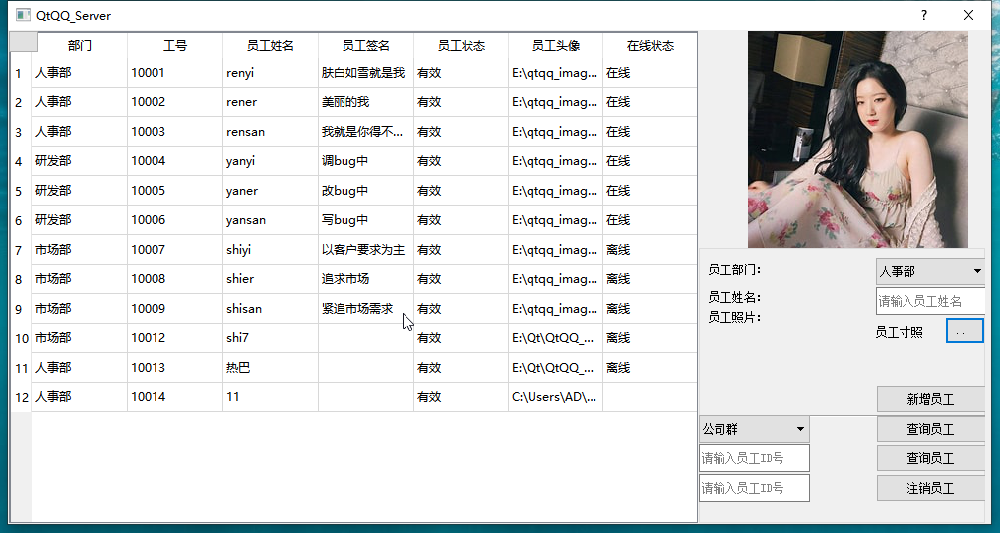 QtQQ_Server
?
部门 工号 员工姓名 员工签名 员工状态 员工头像 在线状态
1 人事部 10001 renyi 肤白如雪就是我 有效 E:\qtqq_imag... 在线
2 人事部 10002 rener 美丽的我 有效 E:\qtqq_imag... 在线
3 人事部 10003 rensan 我就是你得不... 有效 E:\qtqq_imag... 在线
4 研发部 10004 yanyi 调bug中 有效 E:\qtqq_imag... 在线
5 研发部 10005 yaner 改bug中 有效 E:\qtqq_imag... 在线
6 研发部 10006 yansan 写bug中 有效 E:\qtqq_imag... 在线
7 市场部 10007 shiyi 以客户要求为主 有效 E:\qtqq_imag... 离线
8 市场部 10008 shier 追求市场 有效 E:\qtqq_imag... 离线
9 市场部 10009 shisan 紧追市场需求 有效 E:\qtqq_imag... 离线
10 市场部 10012 shi7 有效 E:\Qt\QtQQ_... 离线
11 人事部 10013 热巴 有效 E:\Qt\QtQQ_... 离线
12 人事部 10014 11 有效 C:\Users\AD\...
员工部门： 人事部
员工姓名： 请输入员工姓名
员工照片：
员工寸照 ...
新增员工
公司群 查询员工
请输入员工ID号 查询员工
请输入员工ID号 注销员工